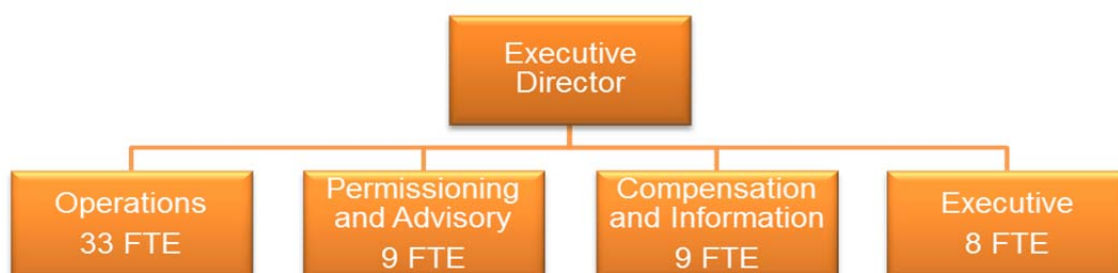 Executive
Director
Operations
33 FTE
Permissioning
and Advisory
9 FTE
Compensation
and Information
9 FTE
Executive
8 FTE